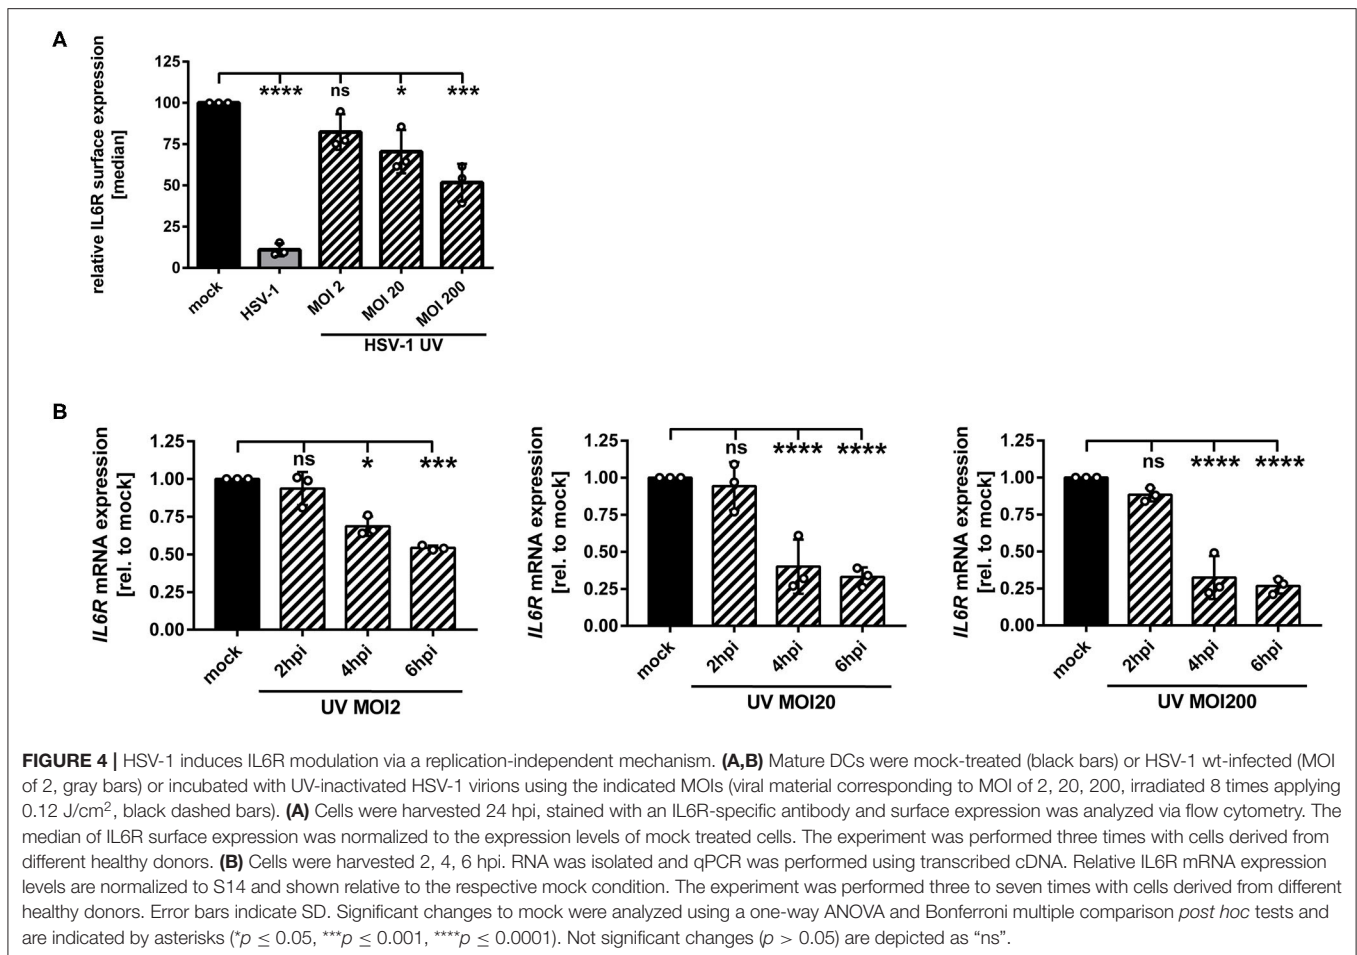 A
relative IL6R surface expression
[median]
125
100
75
50
25
0
**** ns * ***
mock HSV-1 MOI 2 MOI 20 MOI 200
HSV-1 UV
B
IL6R mRNA expression
[rel. to mock]
1.25
1.00
0.75
0.50
0.25
0.00
ns * ***
mock 2hpi 4hpi 6hpi
UV MOI2
IL6R mRNA expression
[rel. to mock]
1.25
1.00
0.75
0.50
0.25
0.00
ns **** ****
mock 2hpi 4hpi 6hpi
UV MOI20
IL6R mRNA expression
[rel. to mock]
1.25
1.00
0.75
0.50
0.25
0.00
ns **** ****
mock 2hpi 4hpi 6hpi
UV MOI200
FIGURE 4 | HSV-1 induces IL6R modulation via a replication-independent mechanism. (A,B) Mature DCs were mock-treated (black bars) or HSV-1 wt-infected (MOI
of 2, gray bars) or incubated with UV-inactivated HSV-1 virions using the indicated MOIs (viral material corresponding to MOI of 2, 20, 200, irradiated 8 times applying
0.12 J/cm², black dashed bars). (A) Cells were harvested 24 hpi, stained with an IL6R-specific antibody and surface expression was analyzed via flow cytometry. The
median of IL6R surface expression was normalized to the expression levels of mock treated cells. The experiment was performed three times with cells derived from
different healthy donors. (B) Cells were harvested 2, 4, 6 hpi. RNA was isolated and qPCR was performed using transcribed cDNA. Relative IL6R mRNA expression
levels are normalized to S14 and shown relative to the respective mock condition. The experiment was performed three to seven times with cells derived from different
healthy donors. Error bars indicate SD. Significant changes to mock were analyzed using a one-way ANOVA and Bonferroni multiple comparison post hoc tests and
are indicated by asterisks (*p ≤ 0.05, ***p ≤ 0.001, ****p ≤ 0.0001). Not significant changes (p > 0.05) are depicted as “ns”.